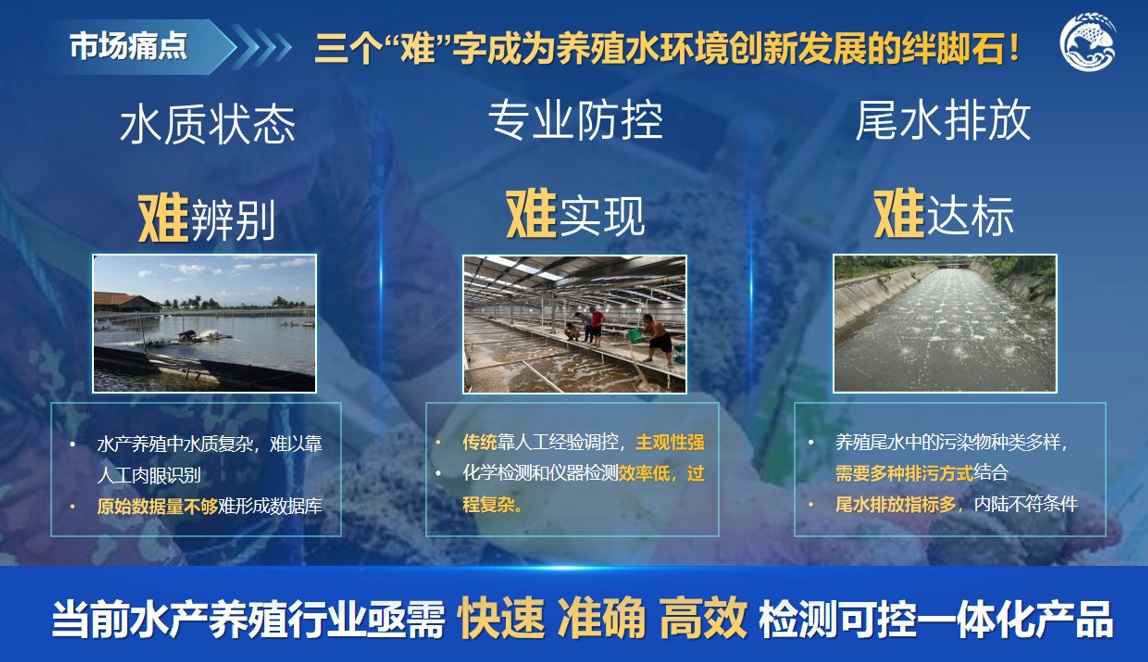 市场痛点
三个“难”字成为养殖水环境创新发展的绊脚石！
水质状态
难辨别
水产养殖中水质复杂，难以靠
人工肉眼识别
原始数据量不够难形成数据库
专业防控
难实现
传统靠人工经验调控，主观性强
化学检测和仪器检测效率低，过
程复杂。
尾水排放
难达标
养殖尾水中的污染物种类多样，
需要多种排污方式结合
尾水排放指标多，内陆不符条件
当前水产养殖行业亟需 快速 准确 高效 检测可控一体化产品